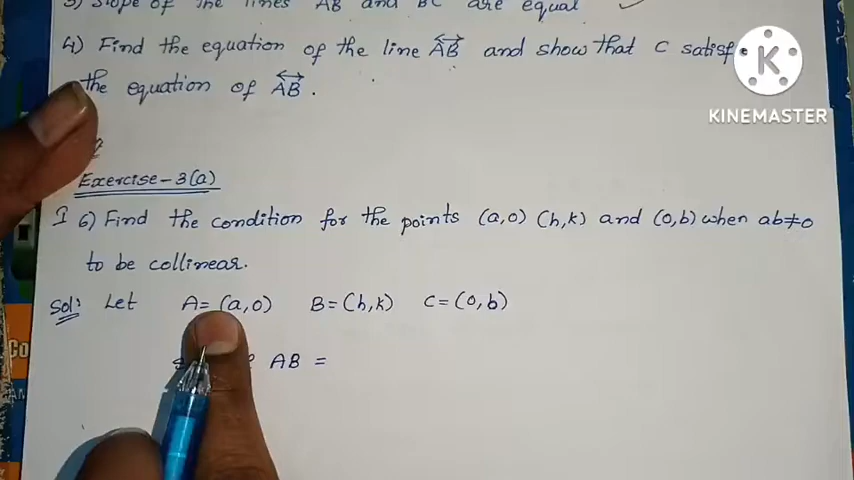 3) Slope of the lines AB and BC are equal
4) Find the equation of the line AB and show that C satisf
the equation of AB.
KINEMASTER
Exercise-3(a)
I 6) Find the condition for the points (a,0) (h,k) and (0,b) when ab≠0
to be collinear.
Sol: Let A=(a,0) B=(h,k) C=(0,b)
AB =